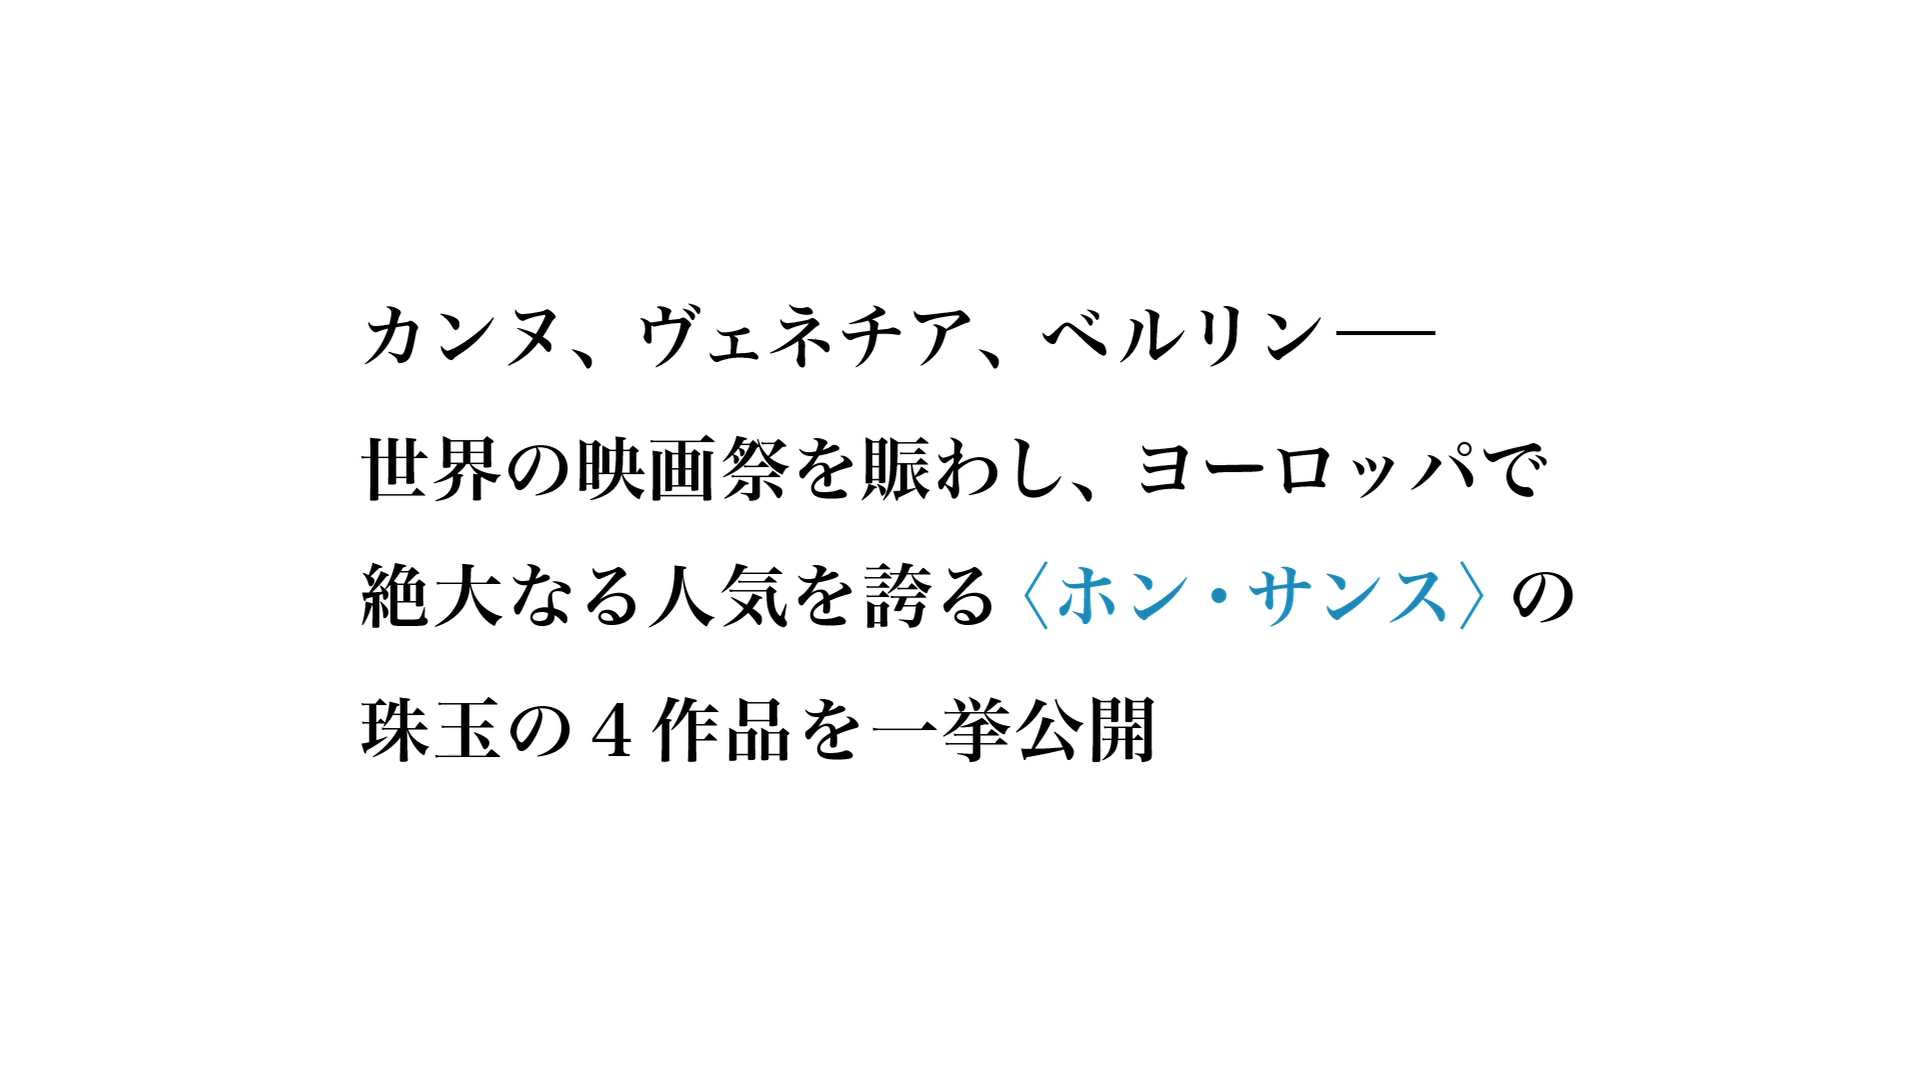 カンヌ、ヴェネチア、ベルリン──
世界の映画祭を賑わし、ヨーロッパで
絶大なる人気を誇る〈ホン・サンス〉の
珠玉の4作品を一挙公開